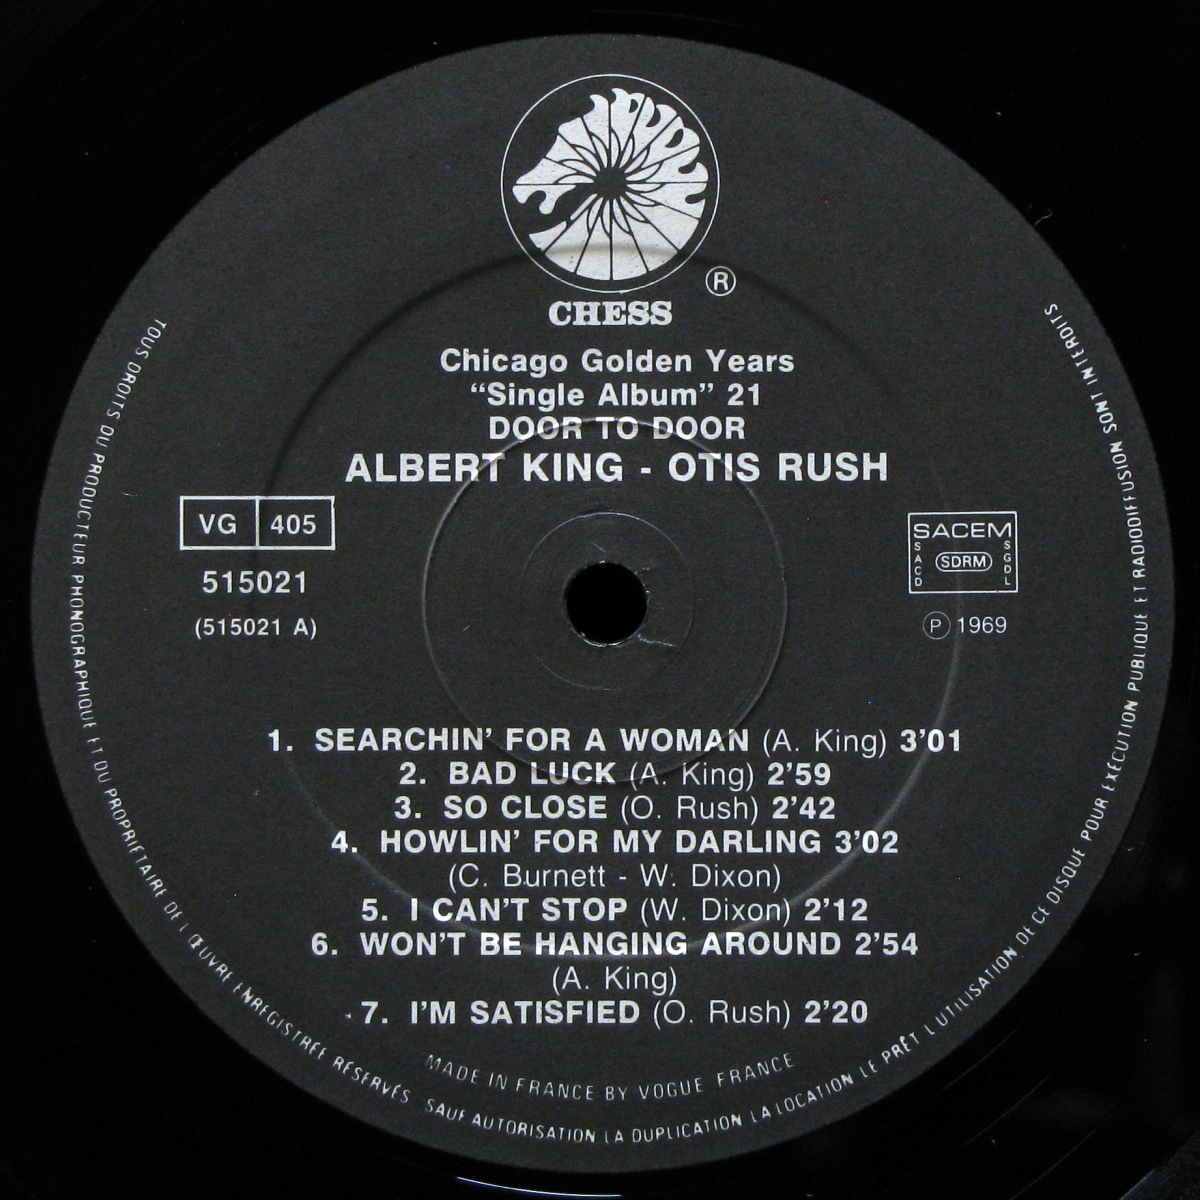 ®
CHESS
Chicago Golden Years
“Single Album” 21
DOOR TO DOOR
ALBERT KING - OTIS RUSH
VG 405
515021
(515021 A)
SACEM
SACD
SDRM
SGDL
Ⓟ 1969
1. SEARCHIN’ FOR A WOMAN (A. King) 3’01
2. BAD LUCK (A. King) 2’59
3. SO CLOSE (O. Rush) 2’42
4. HOWLIN’ FOR MY DARLING 3’02
(C. Burnett - W. Dixon)
5. I CAN’T STOP (W. Dixon) 2’12
6. WON’T BE HANGING AROUND 2’54
(A. King)
7. I’M SATISFIED (O. Rush) 2’20
MADE IN FRANCE BY VOGUE FRANCE
TOUS DROITS DU PRODUCTEUR PHONOGRAPHIQUE ET DU PROPRIÉTAIRE DE L'ŒUVRE ENREGISTRÉE RÉSERVÉS SAUF AUTORISATION LA DUPLICATION LA LOCATION LE PRÊT L'UTILISATION DE CE DISQUE POUR EXÉCUTION PUBLIQUE ET RADIODIFFUSION SONT INTERDITS